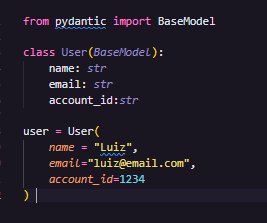 from pydantic import BaseModel
class User(BaseModel):
    name: str
    email: str
    account_id:str
user = User(
    name = "Luiz",
    email="luiz@email.com",
    account_id=1234
)